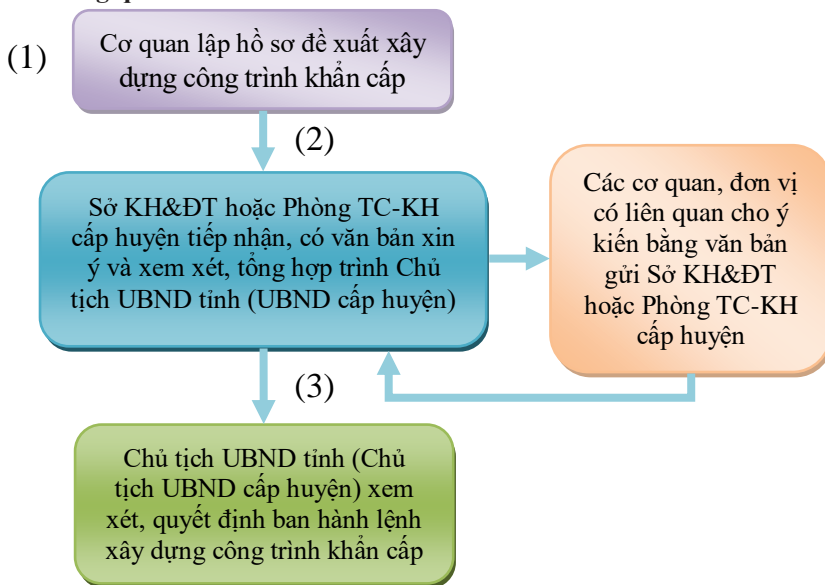 (1)
Cơ quan lập hồ sơ đề xuất xây
dựng công trình khẩn cấp
(2)
Sở KH&ĐT hoặc Phòng TC-KH
cấp huyện tiếp nhận, có văn bản xin
ý và xem xét, tổng hợp trình Chủ
tịch UBND tỉnh (UBND cấp huyện)
Các cơ quan, đơn vị
có liên quan cho ý
kiến bằng văn bản
gửi Sở KH&ĐT
hoặc Phòng TC-KH
cấp huyện
(3)
Chủ tịch UBND tỉnh (Chủ
tịch UBND cấp huyện) xem
xét, quyết định ban hành lệnh
xây dựng công trình khẩn cấp